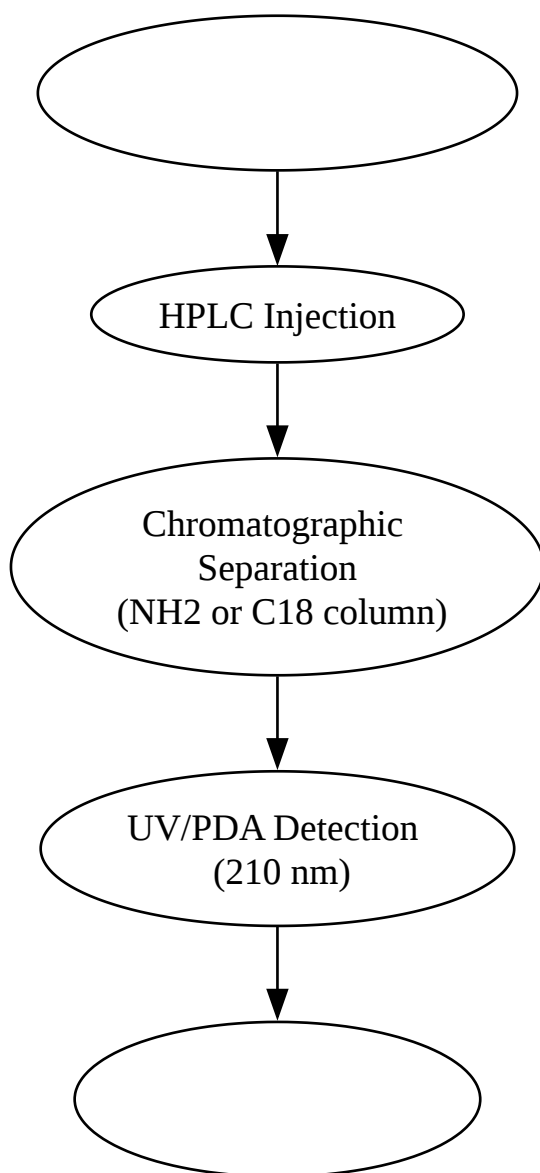 HPLC Injection
Chromatographic
Separation
(NH2 or C18 column)
UV/PDA Detection
(210 nm)